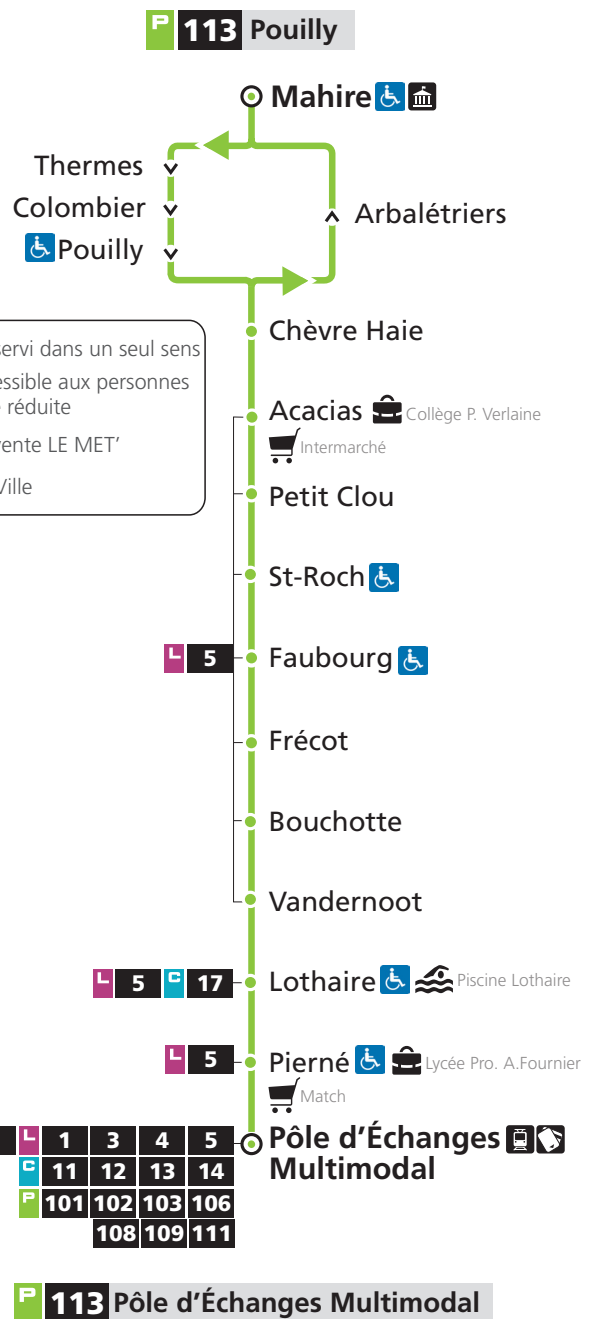 P 113 Pouilly
Mahire
Thermes
Colombier
Pouilly
Arbalétriers
Chèvre Haie
servi dans un seul sens
essible aux personnes
réduite
vente LE MET'
Ville
Acacias Collège P. Verlaine
Intermarché
Petit Clou
St-Roch
L 5 Faubourg
Frécot
Bouchotte
Vandernoot
L 5 C 17 Lothaire Piscine Lothaire
L 5 Pierné Lycée Pro. A.Fournier
Match
L 1 3 4 5 Pôle d'Échanges
Multimodal
C 11 12 13 14
P 101 102 103 106
108 109 111
P 113 Pôle d'Échanges Multimodal